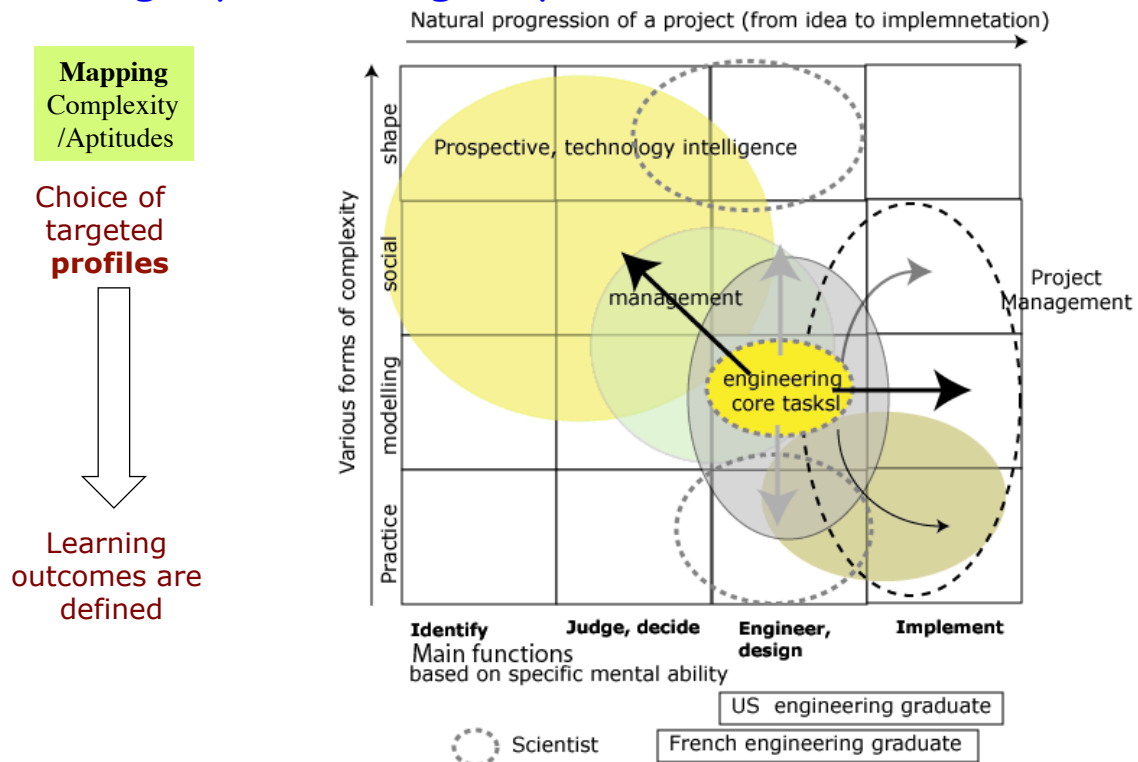 Natural progression of a project (from idea to implemnetation)
Mapping
Complexity
/Aptitudes
Choice of
targeted
profiles
Learning
outcomes are
defined
Various forms of complexity
shape
social
modelling
Practice
Prospective, technology intelligence
management
Project
Management
engineering
core tasksl
Identify
Judge, decide
Engineer,
design
Implement
Main functions
based on specific mental ability
US engineering graduate
Scientist
French engineering graduate